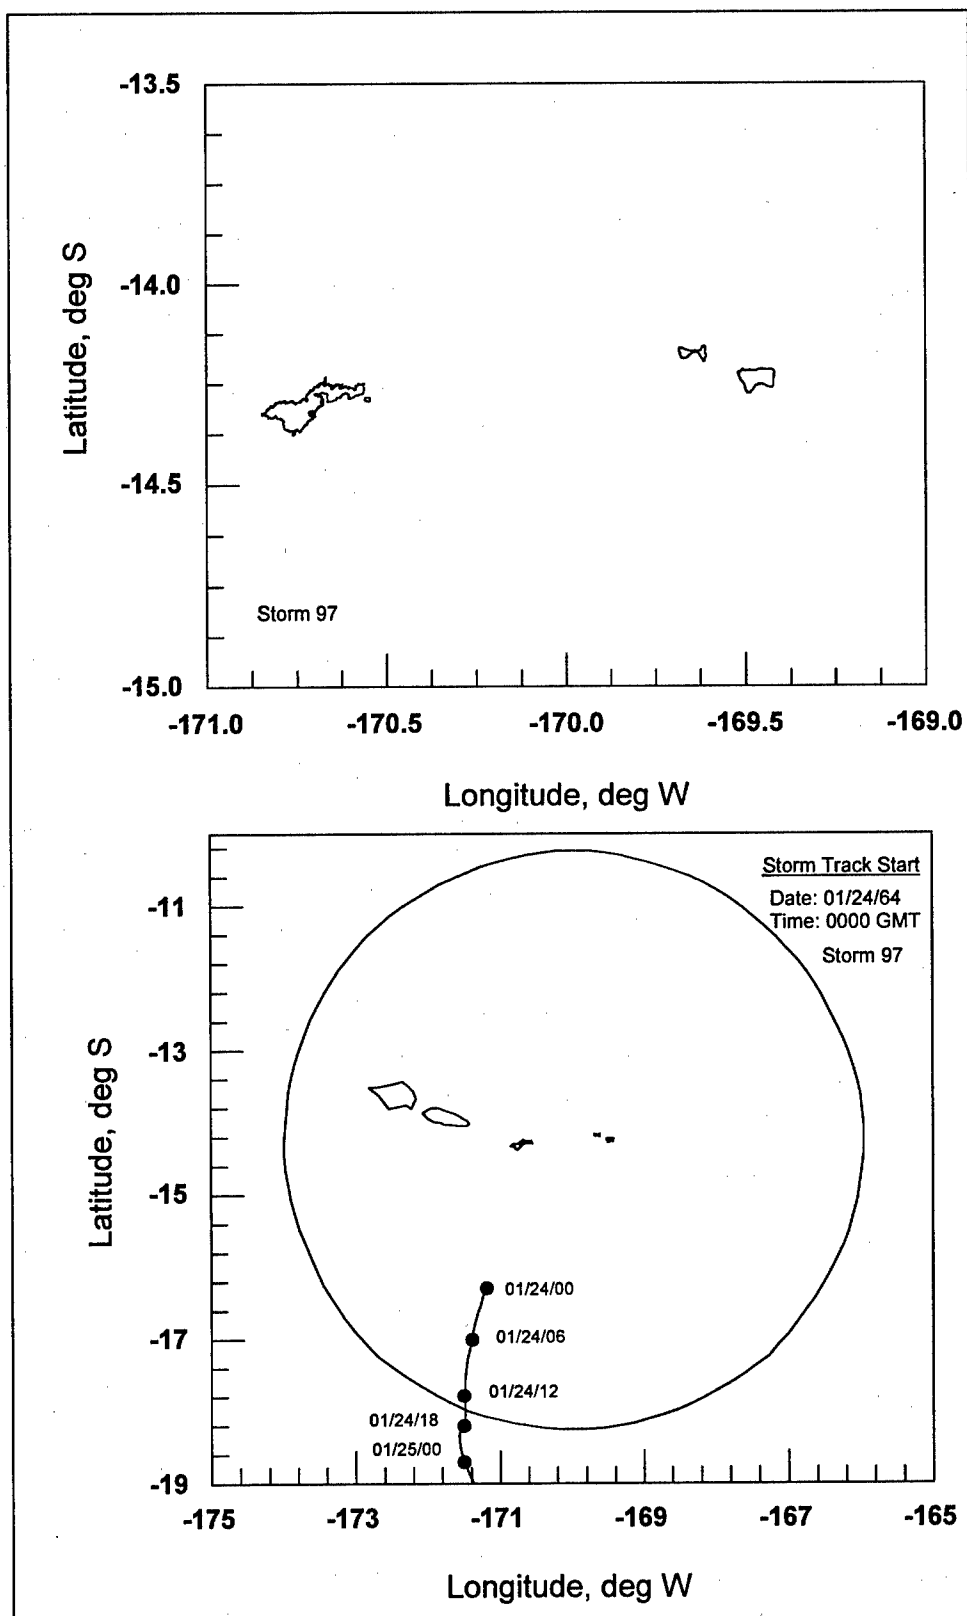 -13.5
-14.0
-14.5
-15.0
Latitude, deg S
Storm 97
-171.0 -170.5 -170.0 -169.5 -169.0
Longitude, deg W
Storm Track Start
Date: 01/24/64
Time: 0000 GMT
Storm 97
-11
-13
-15
-17
-19
Latitude, deg S
01/24/00
01/24/06
01/24/12
01/24/18
01/25/00
-175 -173 -171 -169 -167 -165
Longitude, deg W